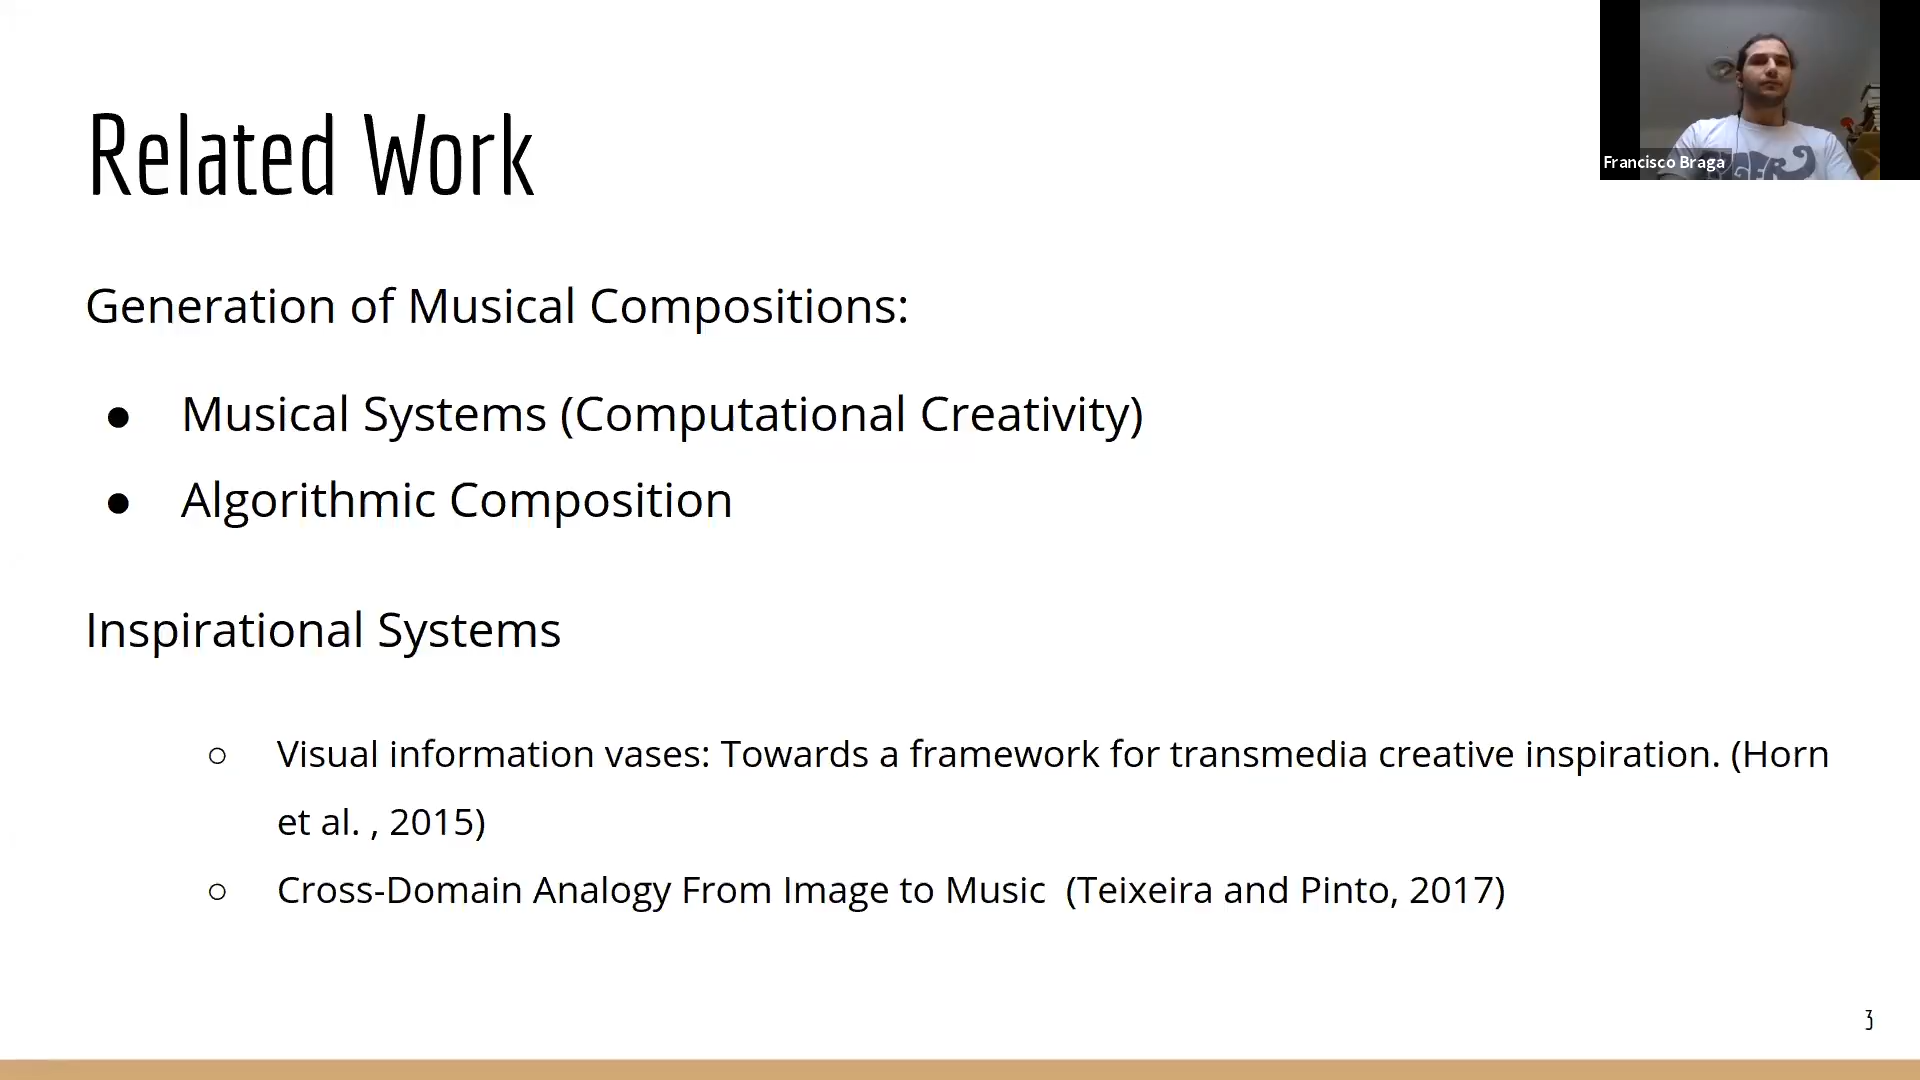 Related Work
Francisco Braga
Generation of Musical Compositions:
● Musical Systems (Computational Creativity)
● Algorithmic Composition
Inspirational Systems
○ Visual information vases: Towards a framework for transmedia creative inspiration. (Horn
et al. , 2015)
○ Cross-Domain Analogy From Image to Music (Teixeira and Pinto, 2017)
3